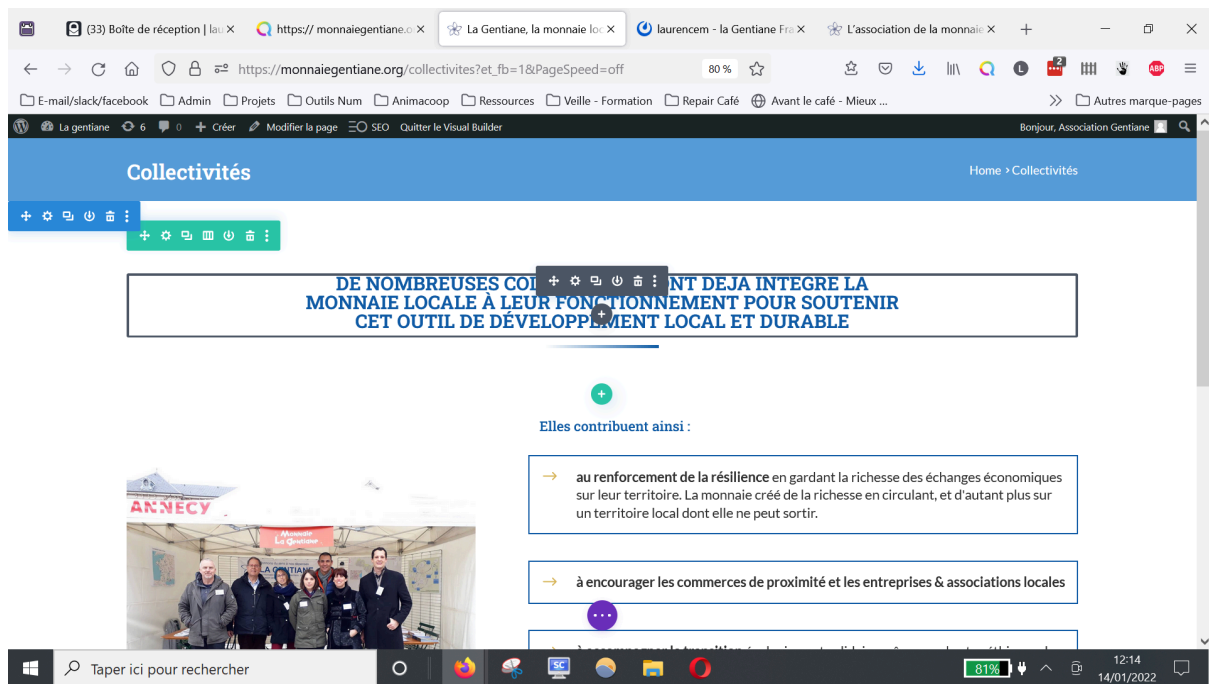 (33) Boîte de réception | lau
https:// monnaiegentiane.o
La Gentiane, la monnaie loc
laurencem - la Gentiane Fra
L'association de la monnaie
https://monnaiegentiane.org/collectivites?et_fb=1&PageSpeed=off
80 %
L
2
ABP
E-mail/slack/facebook
Admin
Projets
Outils Num
Animacoop
Ressources
Veille - Formation
Repair Café
Avant le café - Mieux ...
Autres marque-pages
La gentiane
6
0
Créer
Modifier la page
SEO
Quitter le Visual Builder
Bonjour, Association Gentiane
Collectivités
Home > Collectivités
DE NOMBREUSES ONT DEJA INTEGRE LA
MONNAIE LOCALE À LEUR FONCTIONNEMENT POUR SOUTENIR
CET OUTIL DE DÉVELOPPEMENT LOCAL ET DURABLE
Elles contribuent ainsi :
au renforcement de la résilience en gardant la richesse des échanges économiques
sur leur territoire. La monnaie créé de la richesse en circulant, et d'autant plus sur
un territoire local dont elle ne peut sortir.
à encourager les commerces de proximité et les entreprises & associations locales
ANNECY
Monnaie
La Gentiane
LA GENTIANE
Taper ici pour rechercher
SC
81%
12:14
14/01/2022